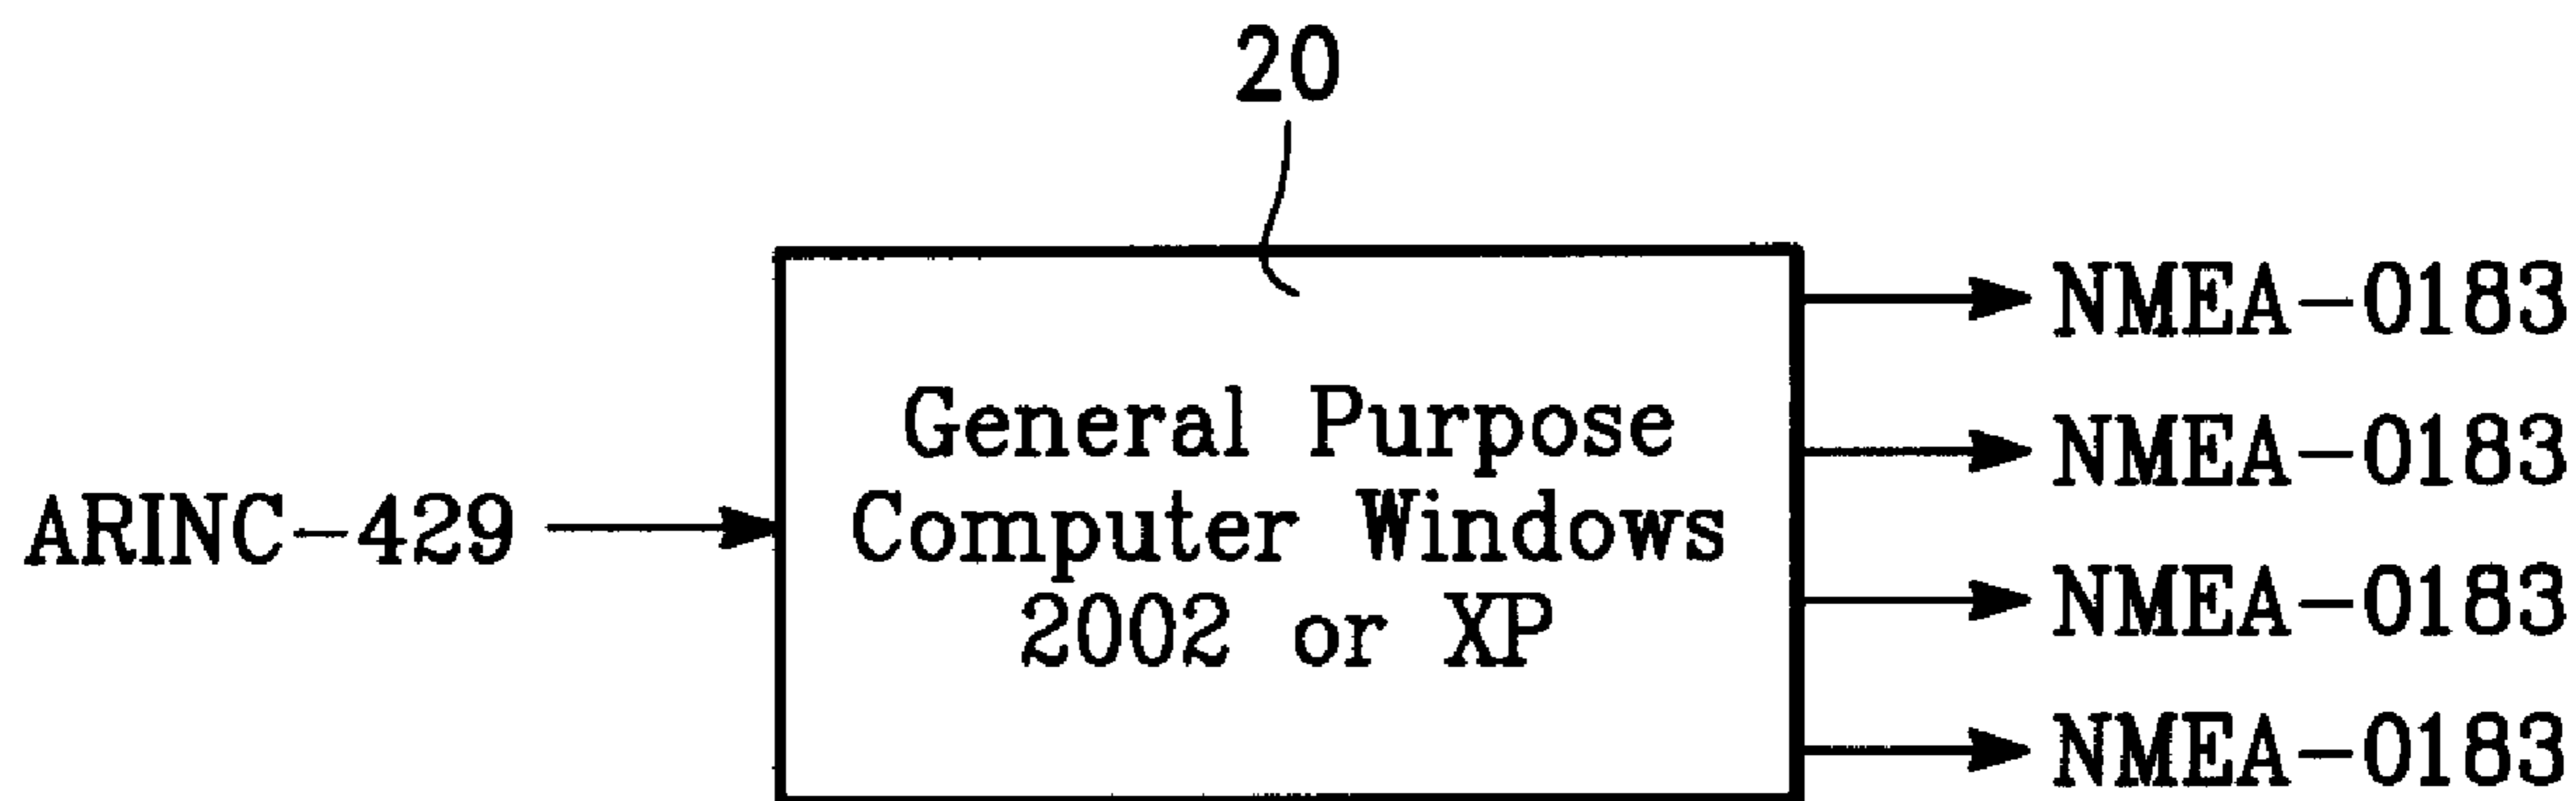 20
General Purpose
Computer Windows
2002 or XP
ARINC-429
NMEA-0183
NMEA-0183
NMEA-0183
NMEA-0183